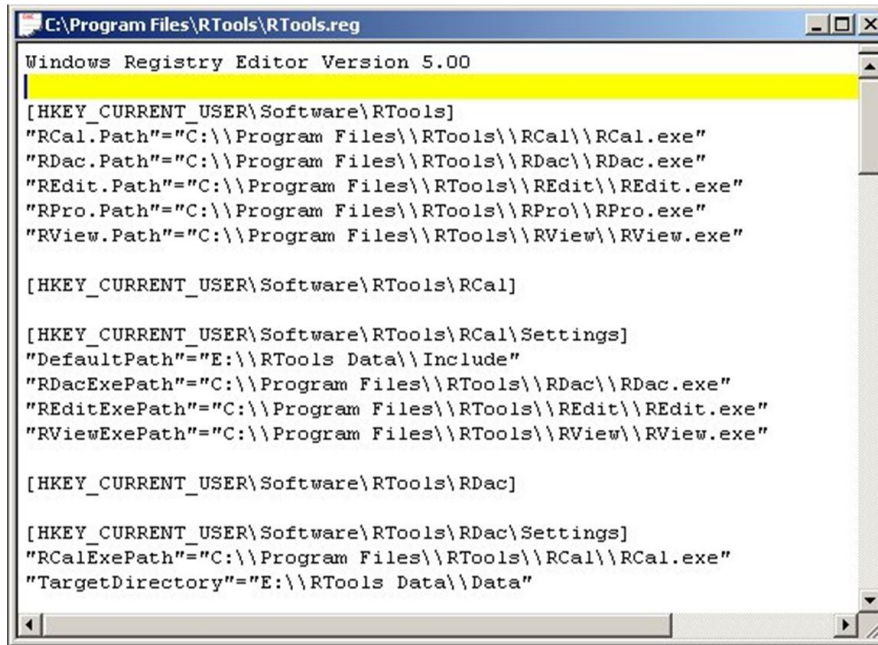 C:\Program Files\RTools\RTools.reg
Windows Registry Editor Version 5.00
[HKEY_CURRENT_USER\Software\RTools]
"RCal.Path"="C:\\Program Files\\RTools\\RCal\\RCal.exe"
"RDac.Path"="C:\\Program Files\\RTools\\RDac\\RDac.exe"
"REdit.Path"="C:\\Program Files\\RTools\\REdit\\REdit.exe"
"RPro.Path"="C:\\Program Files\\RTools\\RPro\\RPro.exe"
"RView.Path"="C:\\Program Files\\RTools\\RView\\RView.exe"
[HKEY_CURRENT_USER\Software\RTools\RCal]
[HKEY_CURRENT_USER\Software\RTools\RCal\Settings]
"DefaultPath"="E:\\RTools Data\\Include"
"RDacExePath"="C:\\Program Files\\RTools\\RDac\\RDac.exe"
"REditExePath"="C:\\Program Files\\RTools\\REdit\\REdit.exe"
"RViewExePath"="C:\\Program Files\\RTools\\RView\\RView.exe"
[HKEY_CURRENT_USER\Software\RTools\RDac]
[HKEY_CURRENT_USER\Software\RTools\RDac\Settings]
"RCalExePath"="C:\\Program Files\\RTools\\RCal\\RCal.exe"
"TargetDirectory"="E:\\RTools Data\\Data"